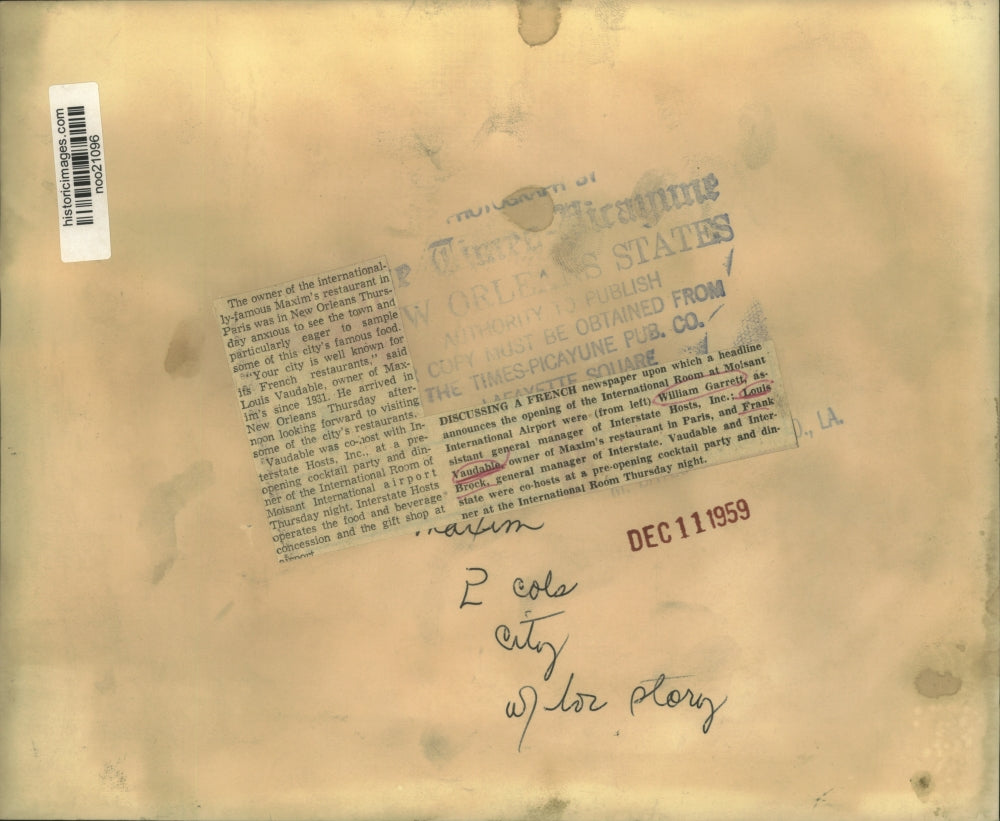 historicimages.com
noo21096
PHOTOGRAPH BY
Times-Picayune
ORLEANS STATES
AUTHORITY TO PUBLISH
COPY MUST BE OBTAINED FROM
THE TIMES-PICAYUNE PUB. CO.
LAFAYETTE SQUARE
LA.
The owner of the international-
ly-famous Maxim's restaurant in
Paris was in New Orleans Thurs-
day anxious to see the town and
particularly eager to sample
some of this city's famous food.
"Your city is well known for
its French restaurants," said
Louis Vaudable, owner of Max-
im's since 1931. He arrived in
New Orleans Thursday after-
noon looking forward to visiting
some of the city's restaurants.
Vaudable was co-host with In-
terstate Hosts, Inc., at a pre-
opening cocktail party and din-
ner of the International Room of
Moisant International airport
Thursday night. Interstate Hosts
operates the food and beverage
concession and the gift shop at
airport.
DISCUSSING A FRENCH newspaper upon which a headline
announces the opening of the International Room at Moisant
International Airport were (from left) William Garrett, as-
sistant general manager of Interstate Hosts, Inc.; Louis
Vaudable, owner of Maxim's restaurant in Paris, and Frank
Brock, general manager of Interstate. Vaudable and Inter-
state were co-hosts at a pre-opening cocktail party and din-
ner at the International Room Thursday night.
Maxim
DEC 11 1959
2 cols
city
w/ loc story